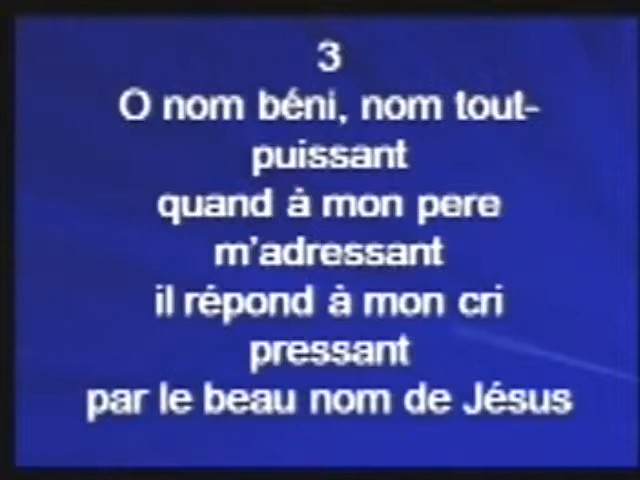 3
O nom béni, nom tout-
puissant
quand à mon pere
m'adressant
il répond à mon cri
pressant
par le beau nom de Jésus